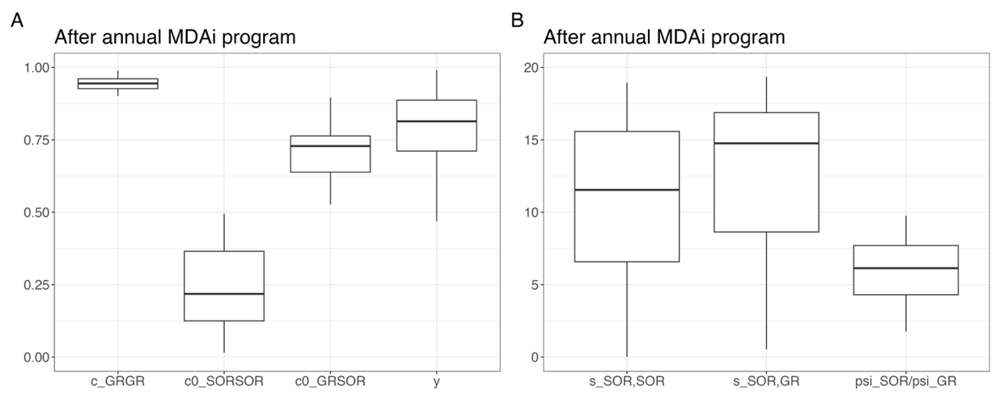 A
After annual MDAi program
1.00
0.75
0.50
0.25
0.00
c_GRGR
c0_SORSOR
c0_GRSOR
y
B
After annual MDAi program
20
15
10
5
0
s_SOR,SOR
s_SOR,GR
psi_SOR/psi_GR